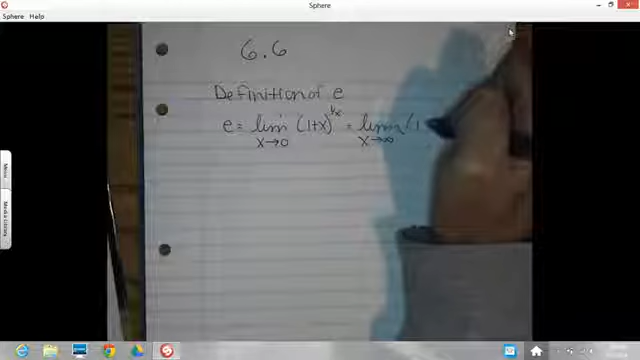 Sphere
Sphere Help
6.6
Definition of e
e = lim (1+x)^1/x = lim (1
x→0 x→∞